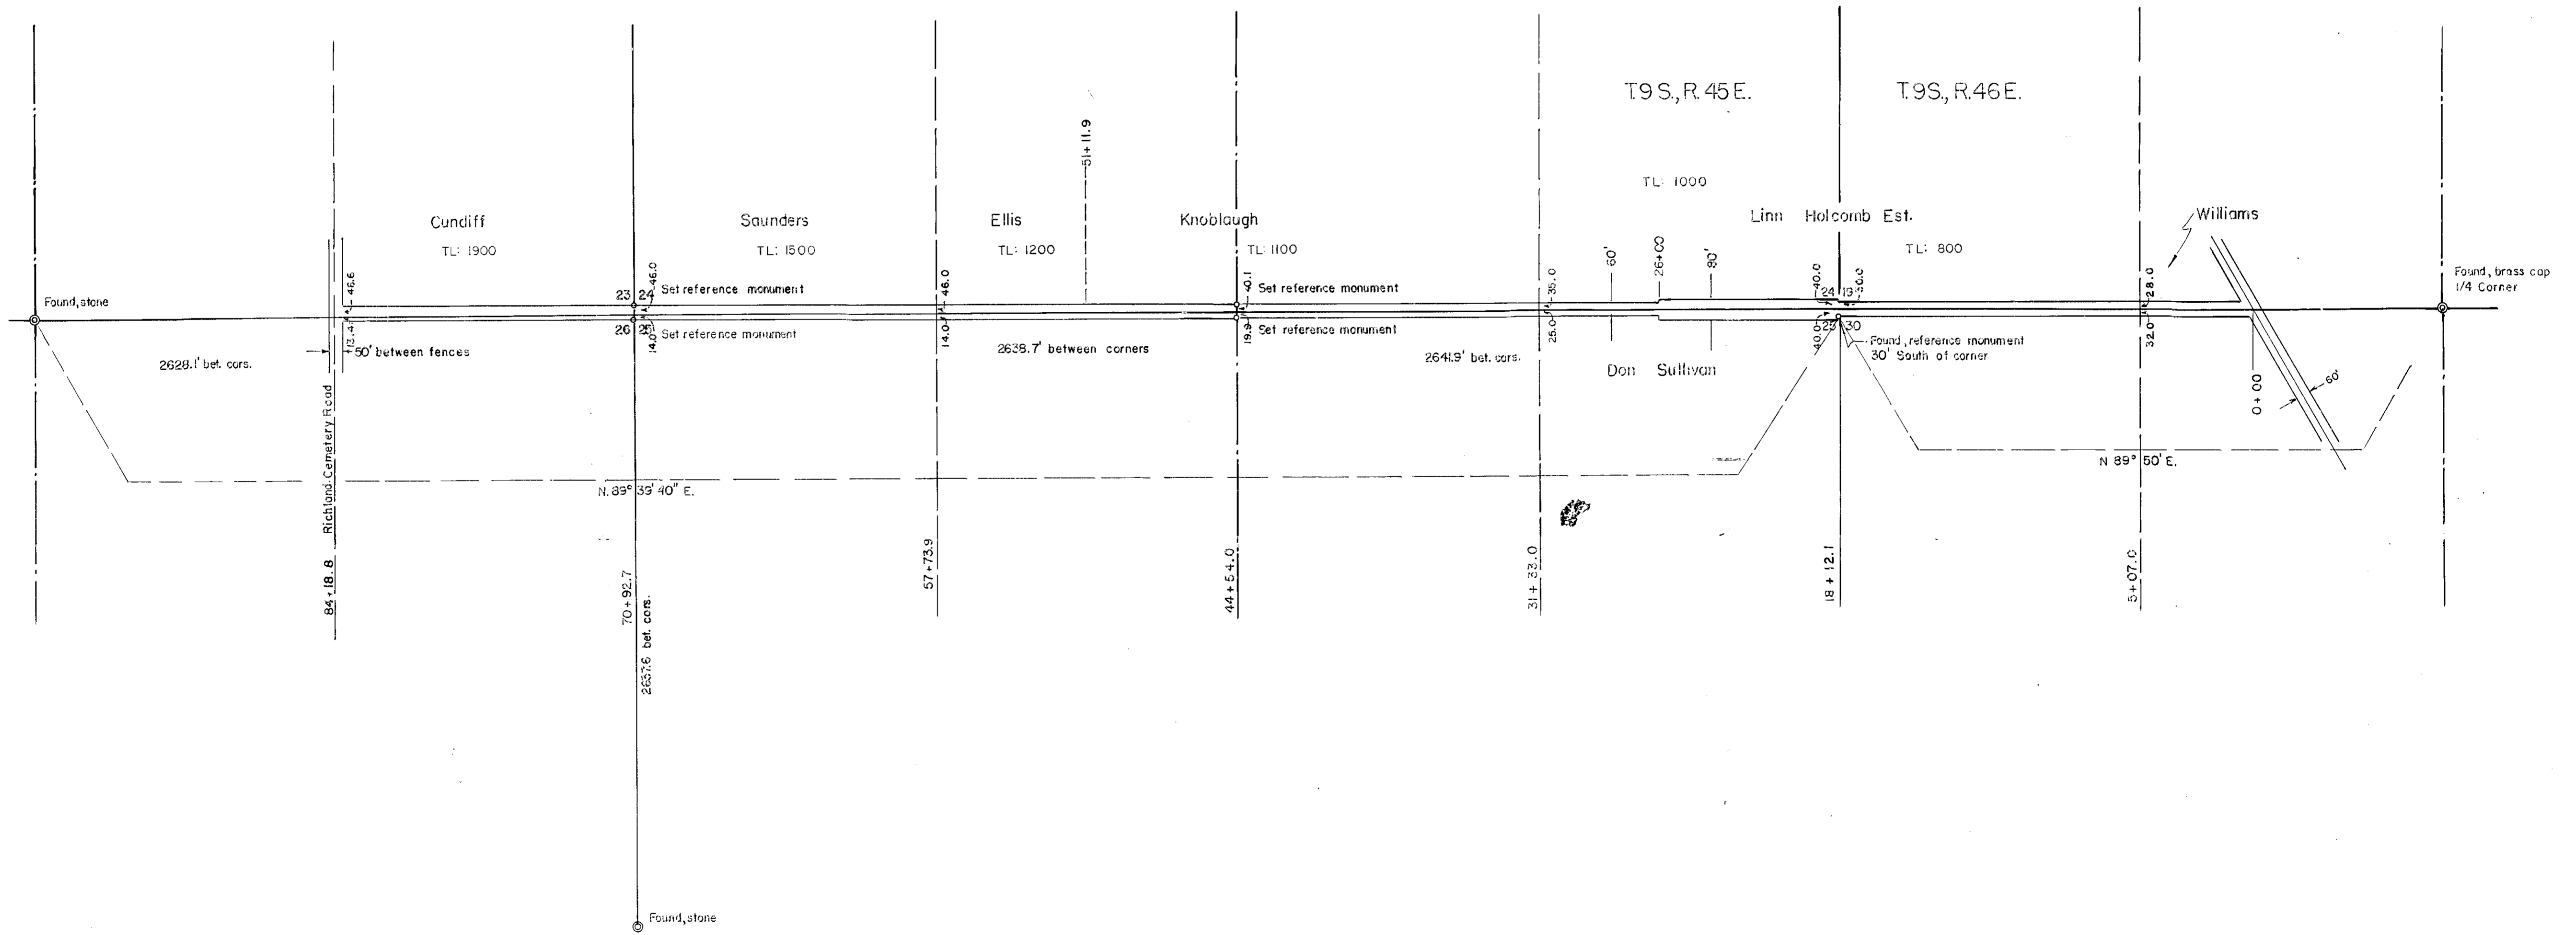 T.9 S., R. 45 E.
T.9S., R.46 E.
51+11.9
TL: 1000
Cundiff
Saunders
Ellis
Knoblaugh
Linn Holcomb Est.
Williams
TL: 1900
TL: 1500
TL: 1200
TL: 1100
60'
26+00
80'
TL: 800
46.6
46.0
46.0
40.1
35.0
40.0
28.0
Found, brass cap
1/4 Corner
Found, stone
23 24
Set reference monument
Set reference monument
24 19
26 25
Set reference monument
Set reference monument
25 30
13.4
14.0
14.0
19.9
25.0
40.0
32.0
50' between fences
2628.1' bet. cors.
2638.7' between corners
2641.9' bet. cors.
Don Sullivan
Found, reference monument
30' South of corner
0+00
60'
Richland-Cemetery Road
N. 89° 39' 40" E.
N 89° 50' E.
84+18.8
70+92.7
57+73.9
44+54.0
31+33.0
18+12.1
5+07.0
2637.6 bet. cors.
Found, stone